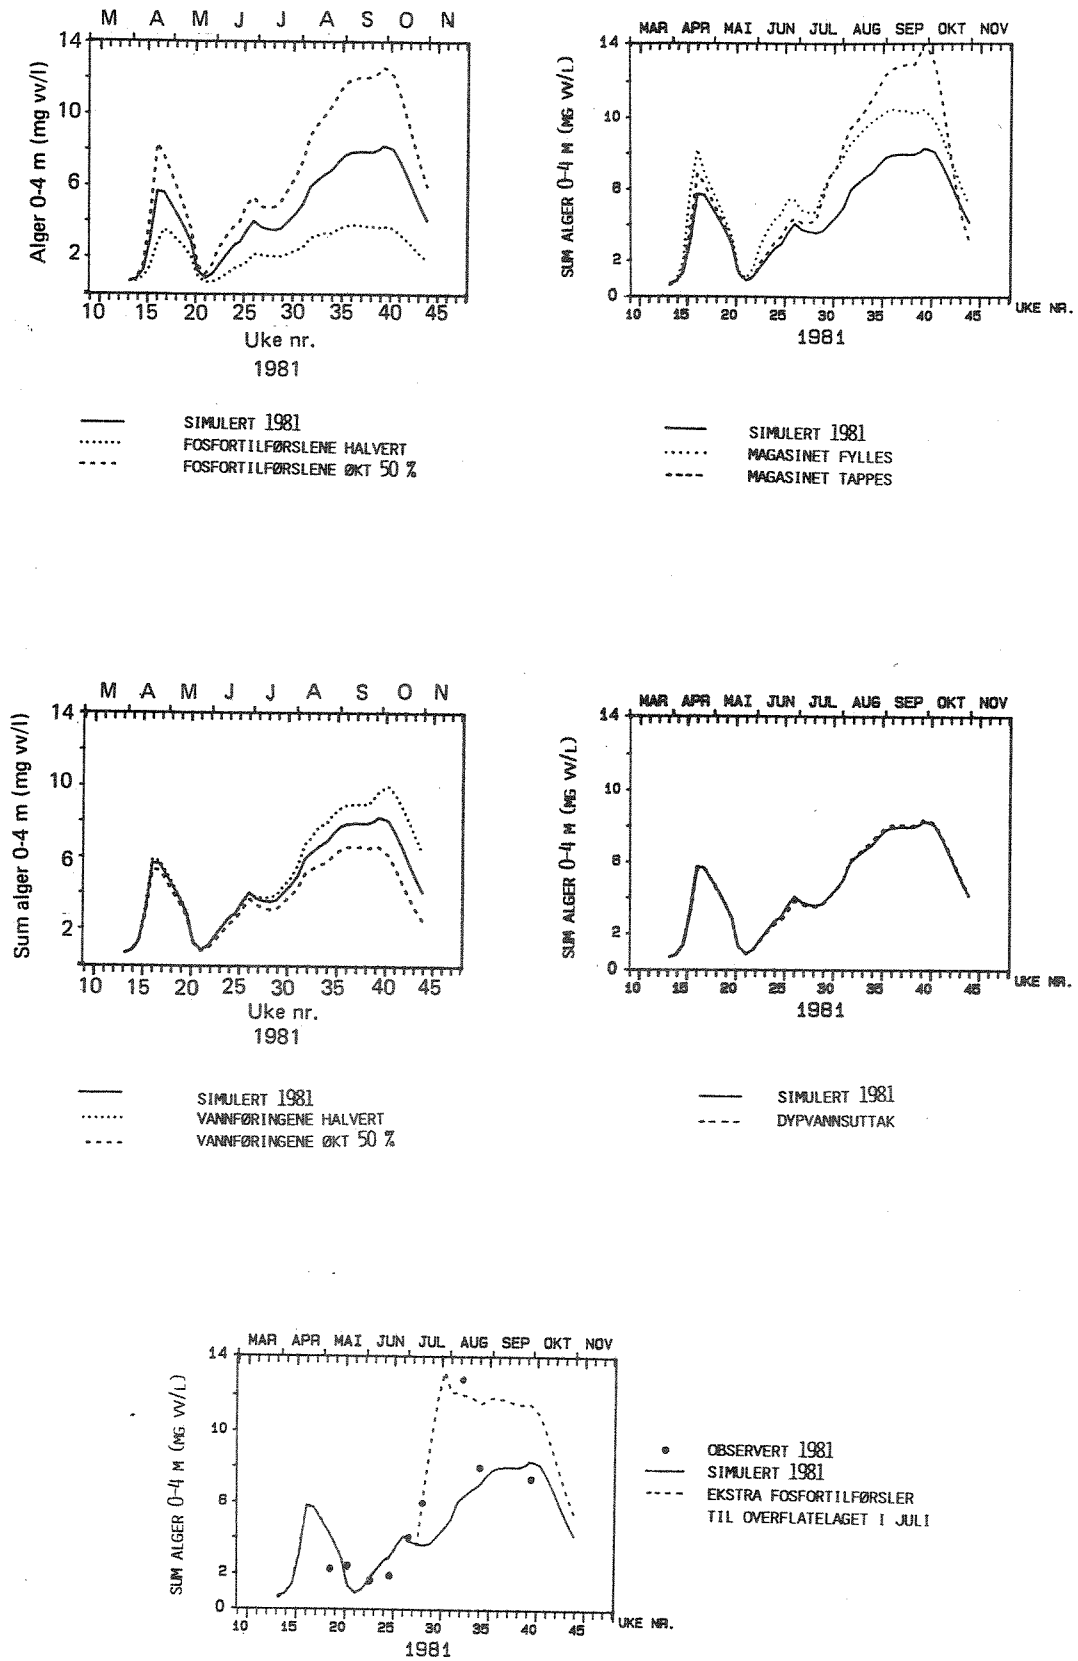 M A M J J A S O N
14
10
6
2
Alger 0-4 m (mg vv/l)
10 15 20 25 30 35 40 45
Uke nr.
1981
SIMULERT 1981
FOSFORTILFØRSLENE HALVERT
FOSFORTILFØRSLENE ØKT 50 %
MAR APR MAI JUN JUL AUG SEP OKT NOV
14
10
6
2
0
SUM ALGER 0-4 M (MG VV/L)
10 15 20 25 30 35 40 45 UKE NR.
1981
SIMULERT 1981
MAGASINET FYLLES
MAGASINET TAPPES
M A M J J A S O N
14
10
6
2
Sum alger 0-4 m (mg vv/l)
10 15 20 25 30 35 40 45
Uke nr.
1981
SIMULERT 1981
VANNFØRINGENE HALVERT
VANNFØRINGENE ØKT 50 %
MAR APR MAI JUN JUL AUG SEP OKT NOV
14
10
6
2
0
SUM ALGER 0-4 M (MG VV/L)
10 15 20 25 30 35 40 45 UKE NR.
1981
SIMULERT 1981
DYPVANNSUTTAK
MAR APR MAI JUN JUL AUG SEP OKT NOV
14
10
6
2
0
SUM ALGER 0-4 M (MG VV/L)
10 15 20 25 30 35 40 45 UKE NR.
1981
OBSERVERT 1981
SIMULERT 1981
EKSTRA FOSFORTILFØRSLER
TIL OVERFLATELAGET I JULI